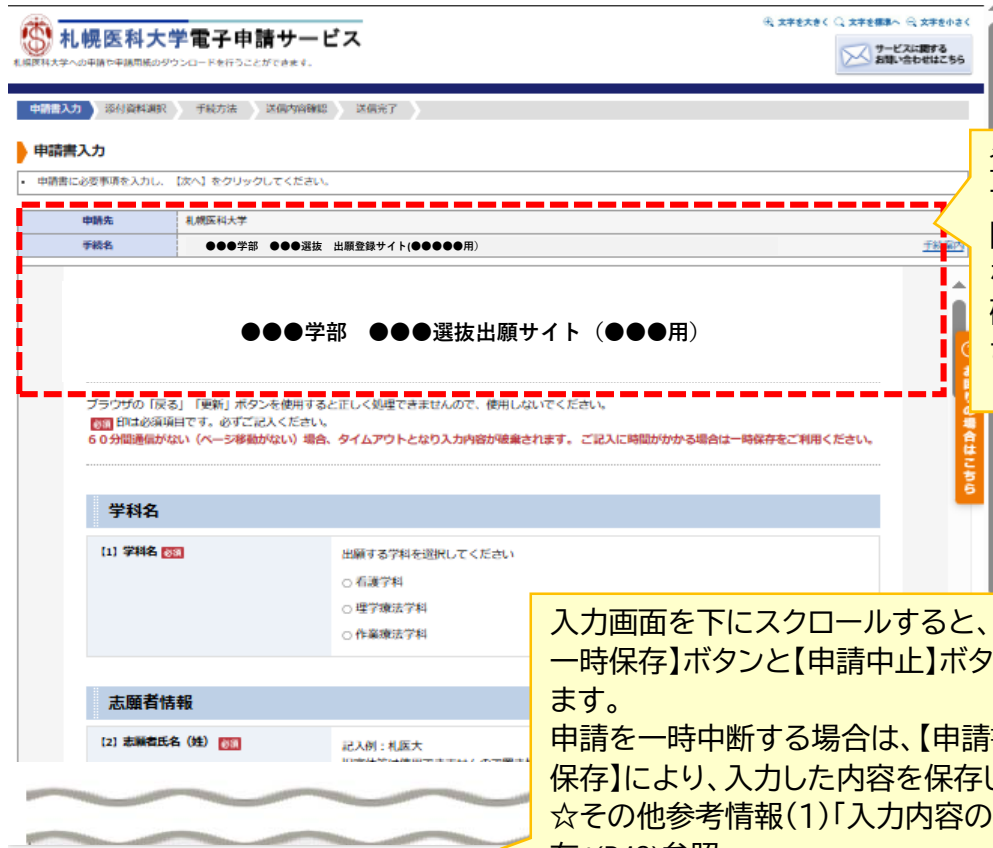 文字を大きく 文字を標準へ 文字を小さく
札幌医科大学電子申請サービス
札幌医科大学への申請や申請用紙のダウンロードを行うことができます。
サービスに関する
お問い合わせはこちら
申請書入力 添付資料選択 手続方法 送信内容確認 送信完了
申請書入力
・ 申請書に必要事項を入力し、【次へ】をクリックしてください。
申請先 札幌医科大学
手続名 ●●●学部 ●●●選抜 出願登録サイト(●●●●●用) 手続案内
●●●学部 ●●●選抜出願サイト（●●●用）
ブラウザの「戻る」「更新」ボタンを使用すると正しく処理できませんので、使用しないでください。
必須 印は必須項目です。必ずご記入ください。
６０分間通信がない（ページ移動がない）場合、タイムアウトとなり入力内容が破棄されます。 ご記入に時間がかかる場合は一時保存をご利用ください。
の場合はこちら
学科名
【1】学科名 必須 出願する学科を選択してください
○ 看護学科
○ 理学療法学科
○ 作業療法学科
志願者情報
【2】志願者氏名（姓） 必須 記入例：札医大
入力画面を下にスクロールすると、
一時保存】ボタンと【申請中止】ボタ
ます。
申請を一時中断する場合は、【申請
保存】により、入力した内容を保存し
☆その他参考情報(1)「入力内容の